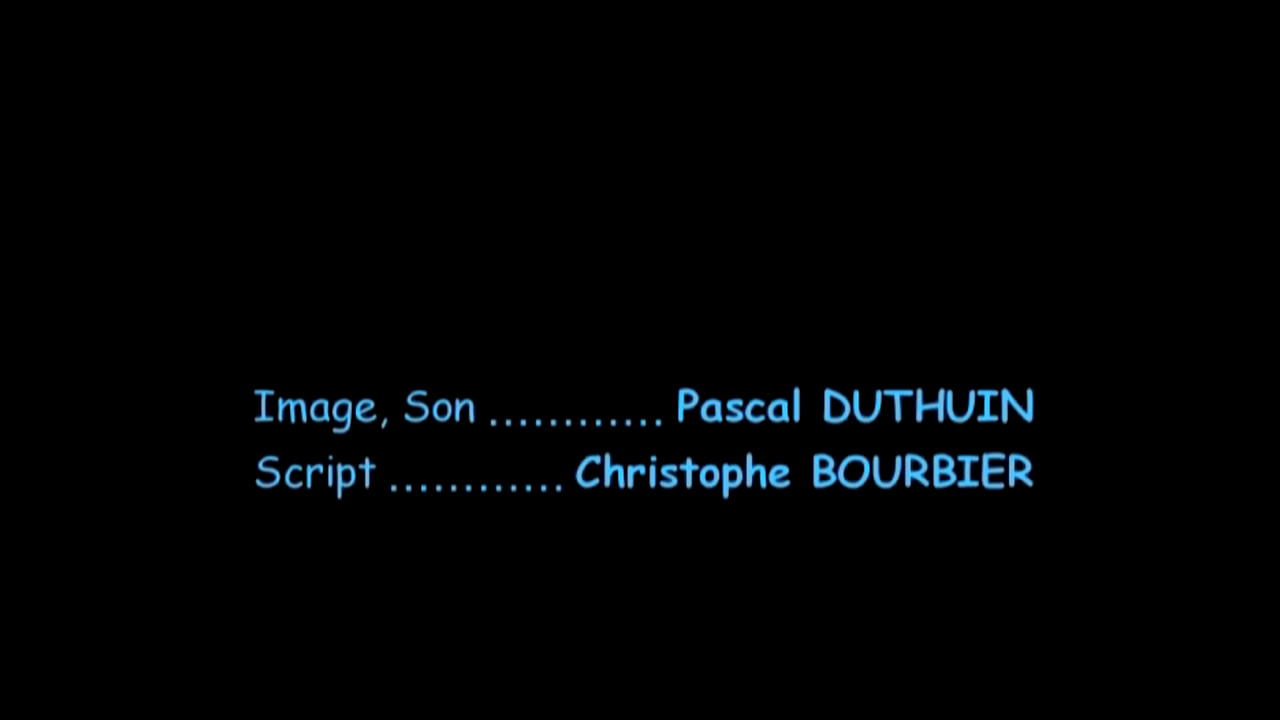 Image, Son ............ Pascal DUTHUIN
Script ............ Christophe BOURBIER